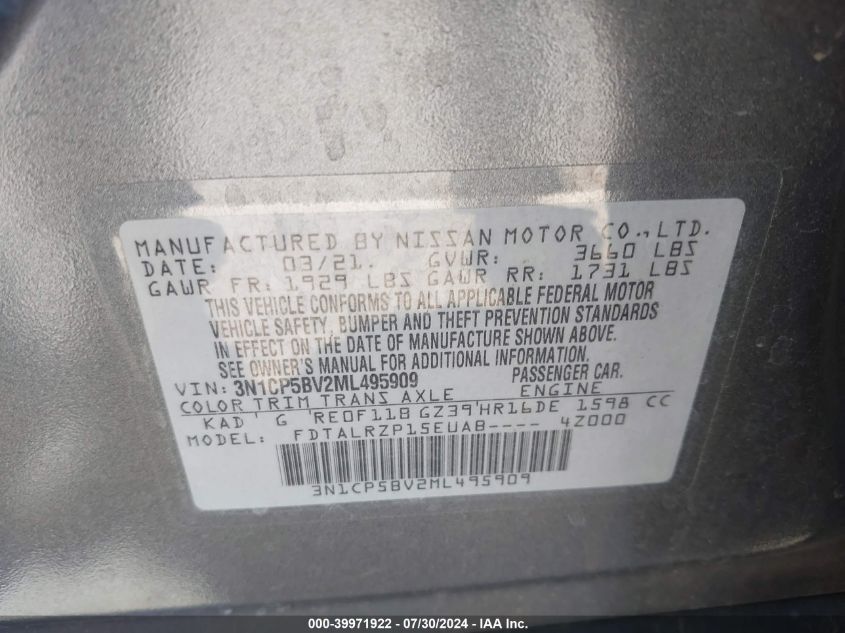 MANUFACTURED BY NISSAN MOTOR CO.,LTD.
DATE: 03/21. GVWR: 3660 LBS
GAWR FR: 1929 LBS GAWR RR: 1731 LBS
THIS VEHICLE CONFORMS TO ALL APPLICABLE FEDERAL MOTOR
VEHICLE SAFETY, BUMPER AND THEFT PREVENTION STANDARDS
IN EFFECT ON THE DATE OF MANUFACTURE SHOWN ABOVE.
SEE OWNER'S MANUAL FOR ADDITIONAL INFORMATION.
VIN: 3N1CP5BV2ML495909 PASSENGER CAR.
COLOR TRIM TRANS AXLE ENGINE
KAD G RE0F11B GZ39 HR16DE 1598 CC
MODEL: FDTALRZP15EUAB---- 4Z000
3N1CP5BV2ML495909
000-39971922 - 07/30/2024 - IAA Inc.